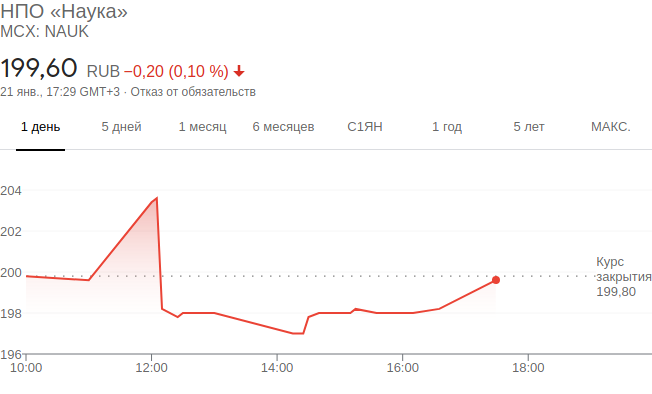 НПО «Наука»
MCX: NAUK
199,60 RUB −0,20 (0,10 %)
21 янв., 17:29 GMT+3 · Отказ от обязательств
1 день 5 дней 1 месяц 6 месяцев С1ЯН 1 год 5 лет МАКС.
204
202
200
198
196
Курс
закрытия
199,80
10:00 12:00 14:00 16:00 18:00